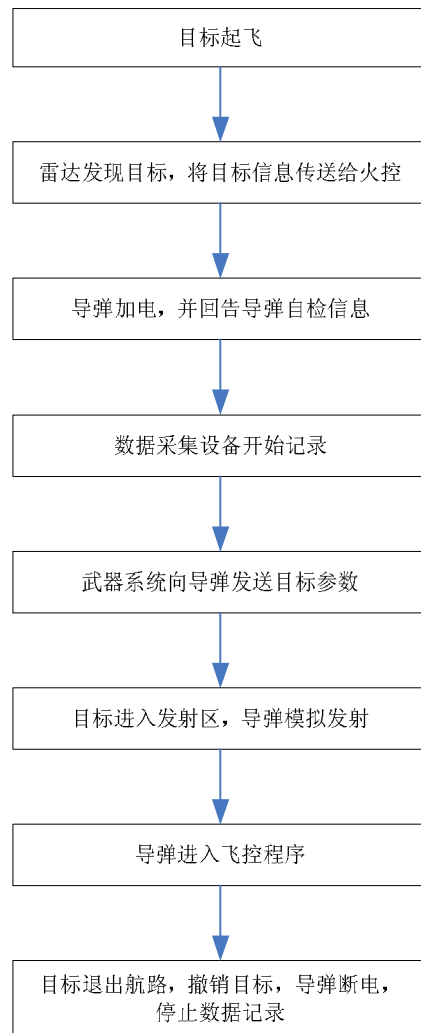 目标起飞
雷达发现目标，将目标信息传送给火控
导弹加电，并回告导弹自检信息
数据采集设备开始记录
武器系统向导弹发送目标参数
目标进入发射区，导弹模拟发射
导弹进入飞控程序
目标退出航路，撤销目标，导弹断电，
停止数据记录